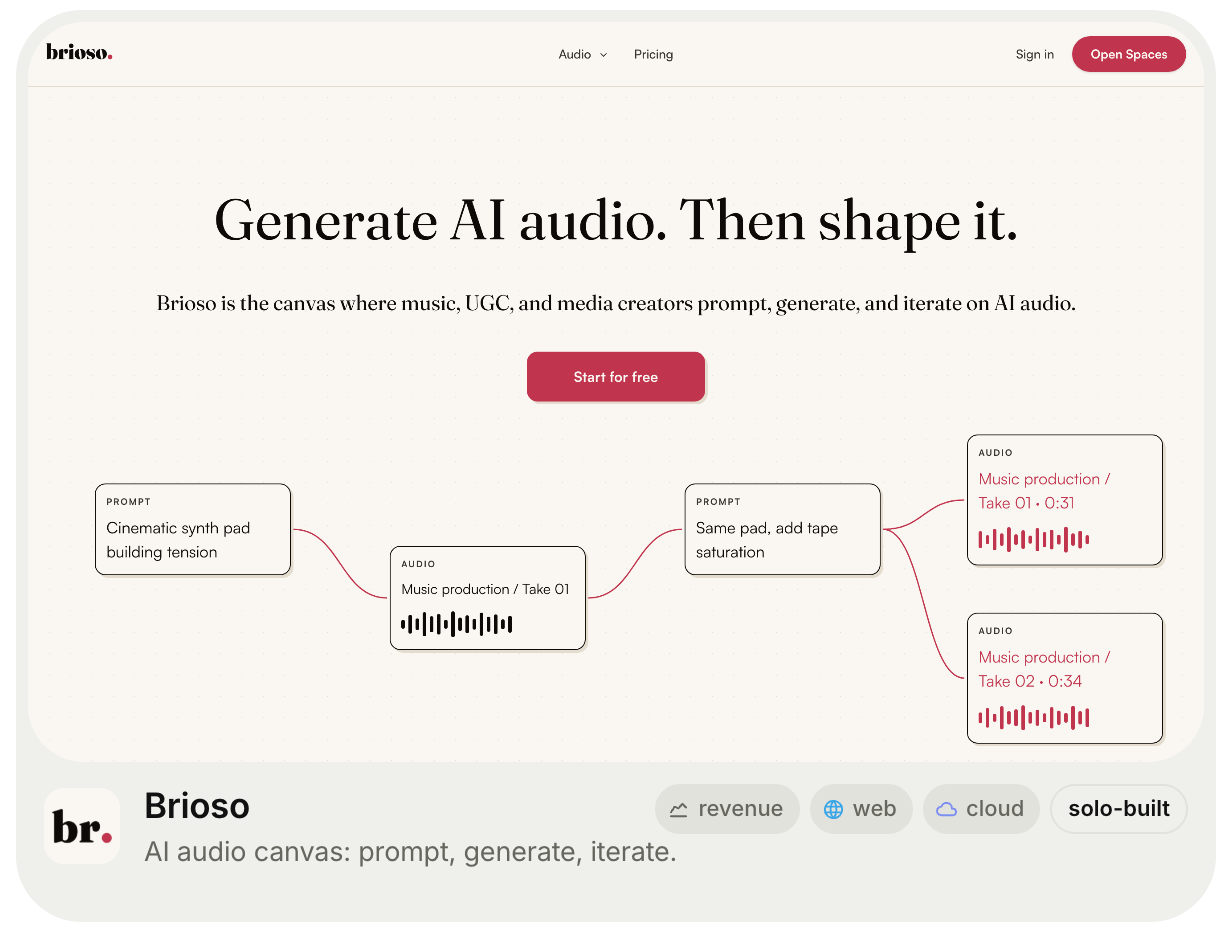 brioso.
Audio
Pricing
Sign in
Open Spaces
Generate AI audio. Then shape it.
Brioso is the canvas where music, UGC, and media creators prompt, generate, and iterate on AI audio.
Start for free
PROMPT
Cinematic synth pad
building tension
AUDIO
Music production / Take 01
PROMPT
Same pad, add tape
saturation
AUDIO
Music production /
Take 01 • 0:31
AUDIO
Music production /
Take 02 • 0:34
br.
Brioso
AI audio canvas: prompt, generate, iterate.
revenue
web
cloud
solo-built